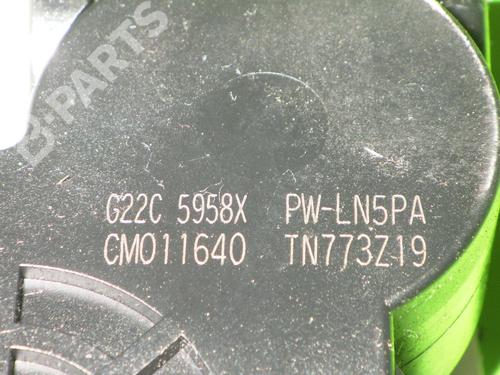 B-PARTS
G22C 5958X PW-LN5PA
CM011640 TN773Z19